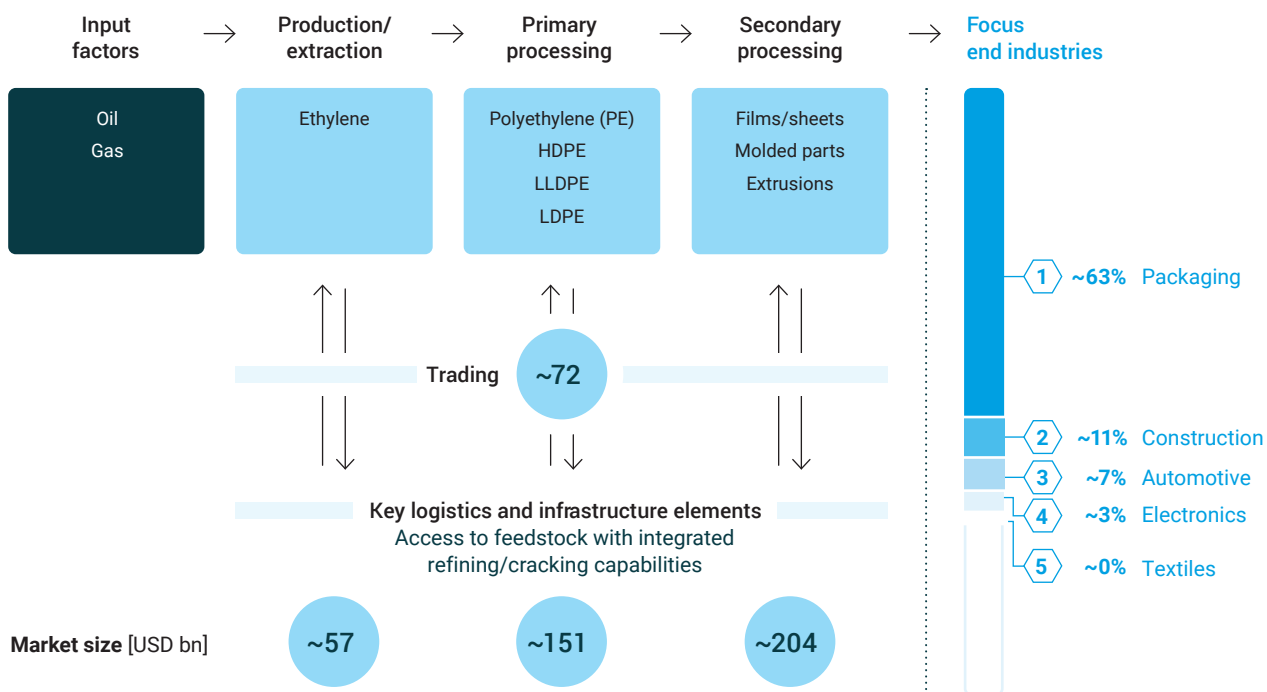 Input
factors
Production/
extraction
Primary
processing
Secondary
processing
Focus
end industries
Oil
Gas
Ethylene
Polyethylene (PE)
HDPE
LLDPE
LDPE
Films/sheets
Molded parts
Extrusions
1 ~63% Packaging
Trading ~72
2 ~11% Construction
3 ~7% Automotive
4 ~3% Electronics
5 ~0% Textiles
Key logistics and infrastructure elements
Access to feedstock with integrated
refining/cracking capabilities
Market size [USD bn] ~57 ~151 ~204